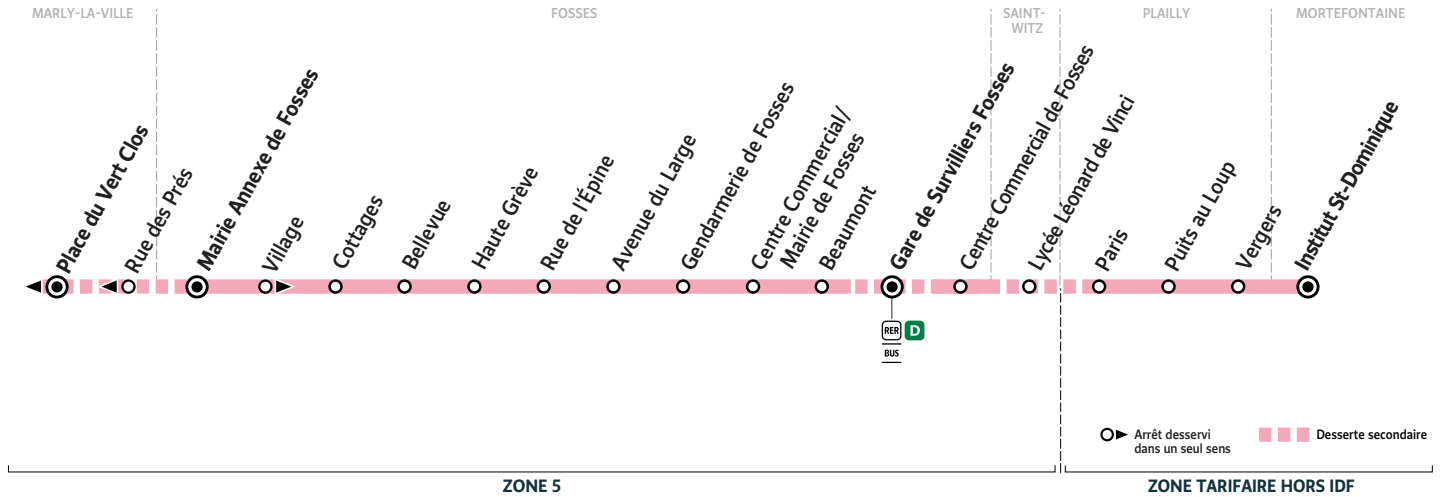 MARLY-LA-VILLE
FOSSES
SAINT-
WITZ
PLAILLY
MORTEFONTAINE
Place du Vert Clos
Rue des Prés
Mairie Annexe de Fosses
Village
Cottages
Bellevue
Haute Grève
Rue de l'Épine
Avenue du Large
Gendarmerie de Fosses
Centre Commercial/
Mairie de Fosses
Beaumont
Gare de Survilliers Fosses
Centre Commercial de Fosses
Lycée Léonard de Vinci
Paris
Puits au Loup
Vergers
Institut St-Dominique
RER D
BUS
Arrêt desservi
dans un seul sens
Desserte secondaire
ZONE 5
ZONE TARIFAIRE HORS IDF